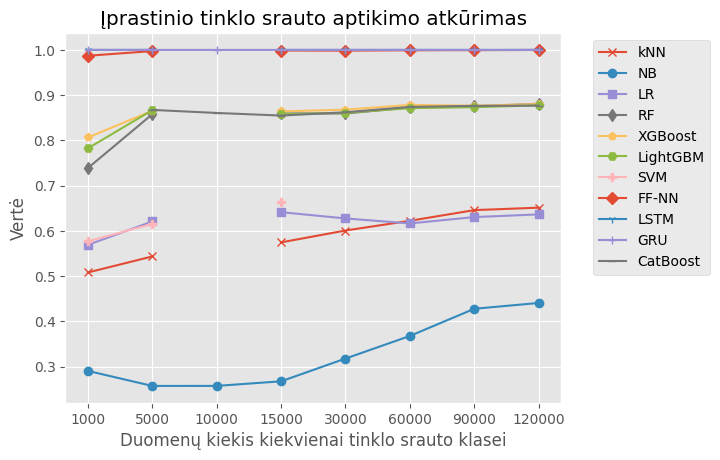 Įprastinio tinklo srauto aptikimo atkūrimas
Vertė
1.0
0.9
0.8
0.7
0.6
0.5
0.4
0.3
1000 5000 10000 15000 30000 60000 90000 120000
Duomenų kiekis kiekvienai tinklo srauto klasei
kNN
NB
LR
RF
XGBoost
LightGBM
SVM
FF-NN
LSTM
GRU
CatBoost